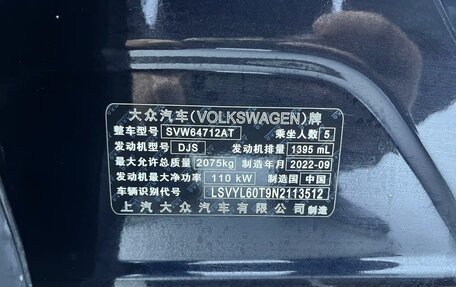 大众汽车(VOLKSWAGEN)牌
整车型号 SVW64712AT 乘坐人数 5
发动机型号 DJS 发动机排量 1395 mL
最大允许总质量 2075kg 制造年月 2022-09
发动机最大净功率 110 kW 制造国 中国
车辆识别代号 LSVYL60T9N2113512
上汽大众汽车有限公司 制造